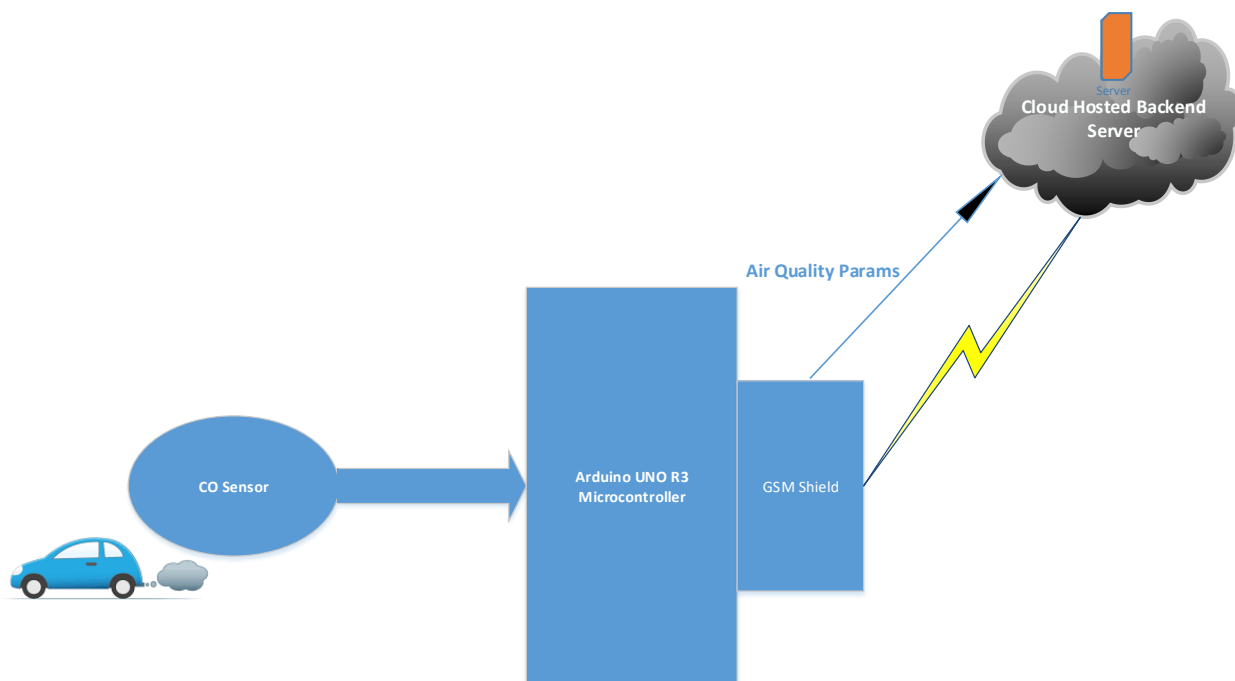 Server
Cloud Hosted Backend
Server
Air Quality Params
CO Sensor
Arduino UNO R3
Microcontroller
GSM Shield